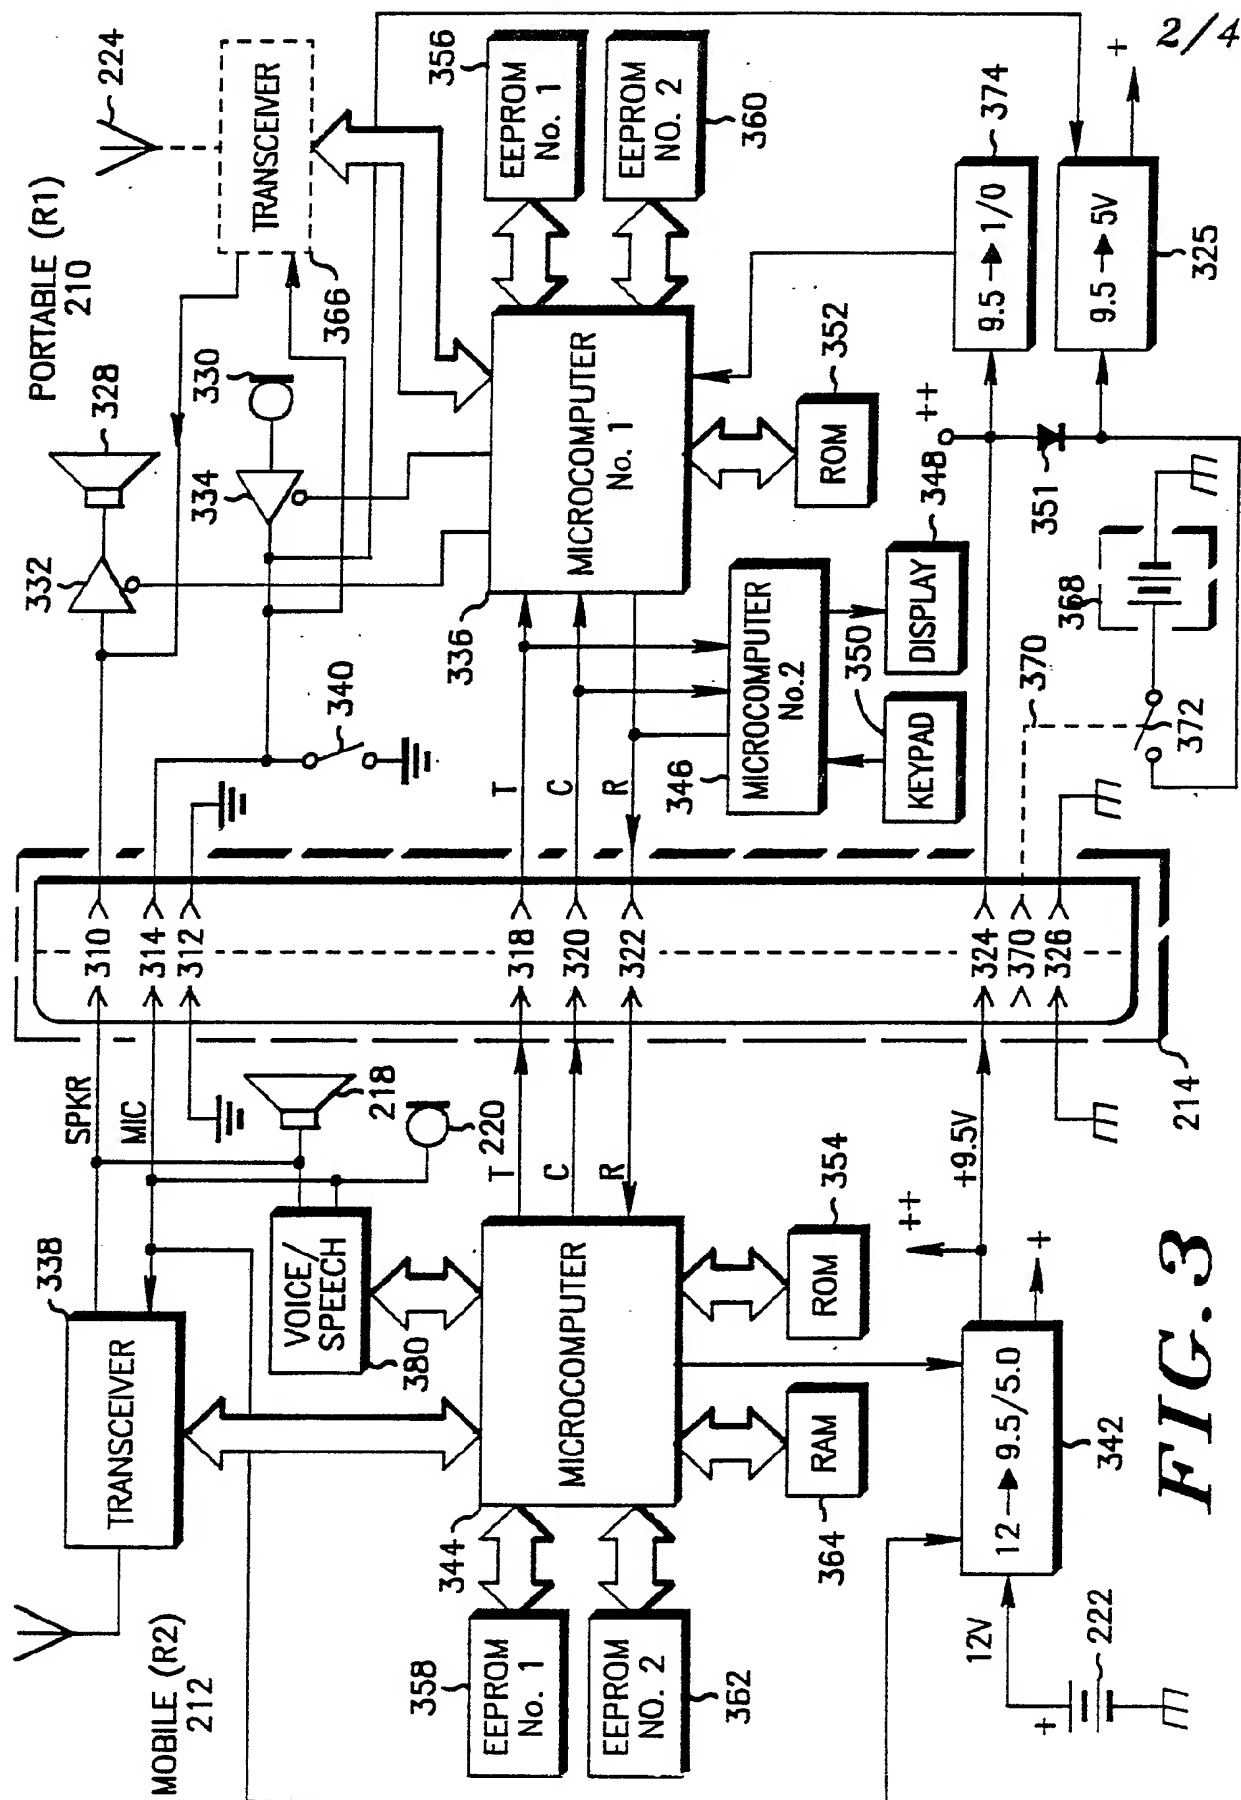 2/4
MOBILE (R2)
212
PORTABLE (R1)
210
224
TRANSCEIVER
338
TRANSCEIVER
366
SPKR
MIC
310
314
312
332
328
334
330
340
VOICE/
SPEECH
380
218
220
358
EEPROM
No. 1
EEPROM
NO. 2
362
344
MICROCOMPUTER
T
C
R
318
320
322
T
C
R
336
MICROCOMPUTER
No. 1
356
EEPROM
No. 1
EEPROM
NO. 2
360
RAM
364
ROM
354
346
MICROCOMPUTER
No.2
KEYPAD
350
DISPLAY
348
ROM
352
12V
+
222
12 → 9.5/5.0
342
+
++
+9.5V
324
370
326
214
370
372
368
351
++
9.5 → 1/0
374
9.5 → 5V
325
+
FIG.3